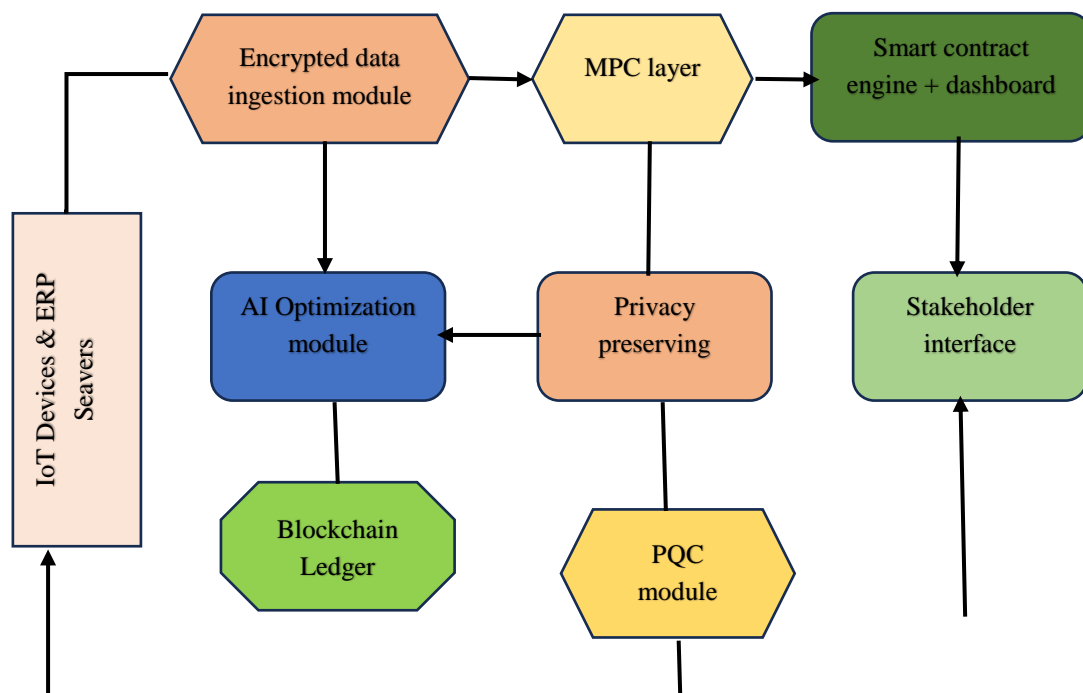 Encrypted data
ingestion module
MPC layer
Smart contract
engine + dashboard
IoT Devices & ERP
Seavers
AI Optimization
module
Privacy
preserving
Stakeholder
interface
Blockchain
Ledger
PQC
module